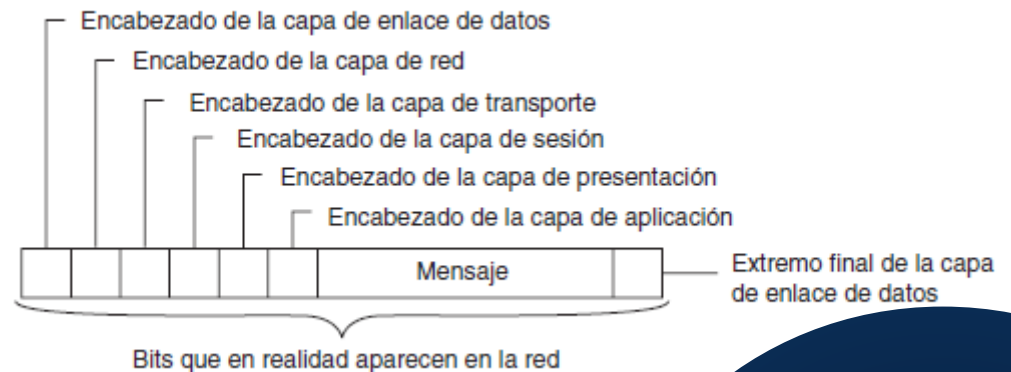 Encabezado de la capa de enlace de datos
Encabezado de la capa de red
Encabezado de la capa de transporte
Encabezado de la capa de sesión
Encabezado de la capa de presentación
Encabezado de la capa de aplicación
Mensaje
Extremo final de la capa
de enlace de datos
Bits que en realidad aparecen en la red